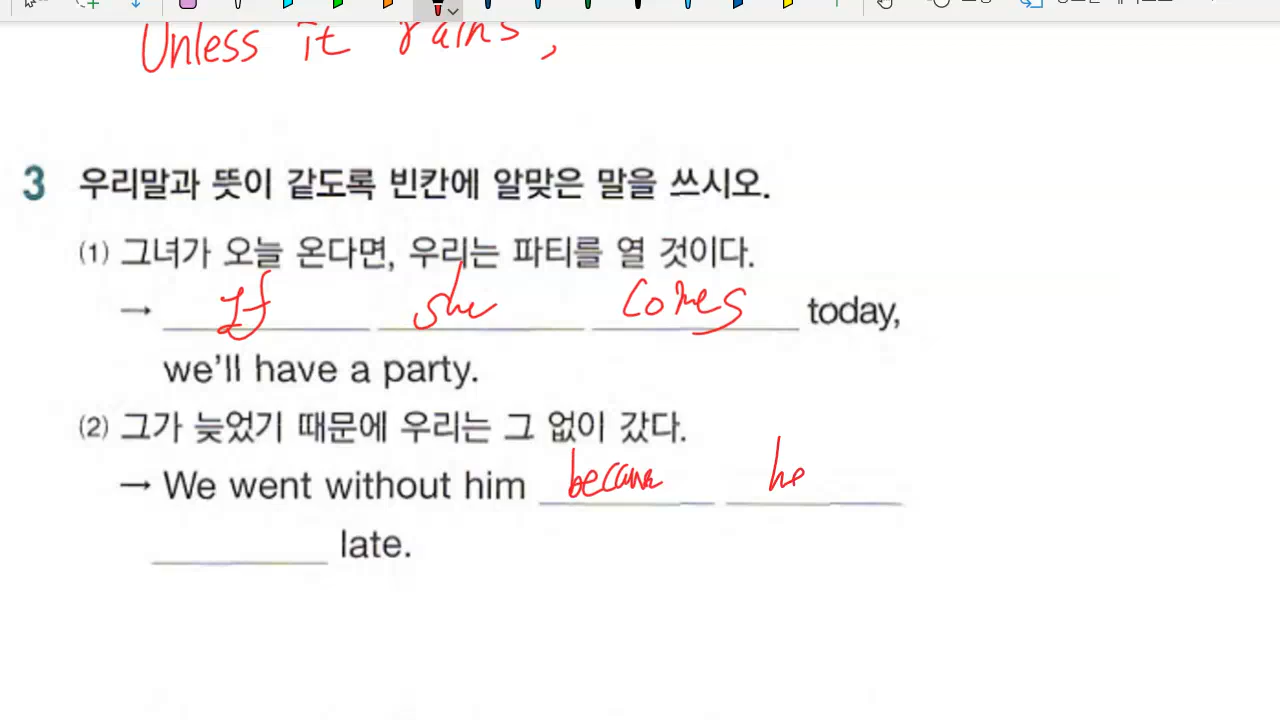 Unless it rains,
3 우리말과 뜻이 같도록 빈칸에 알맞은 말을 쓰시오.
(1) 그녀가 오늘 온다면, 우리는 파티를 열 것이다.
→ If she comes today,
we'll have a party.
(2) 그가 늦었기 때문에 우리는 그 없이 갔다.
→ We went without him because he
late.